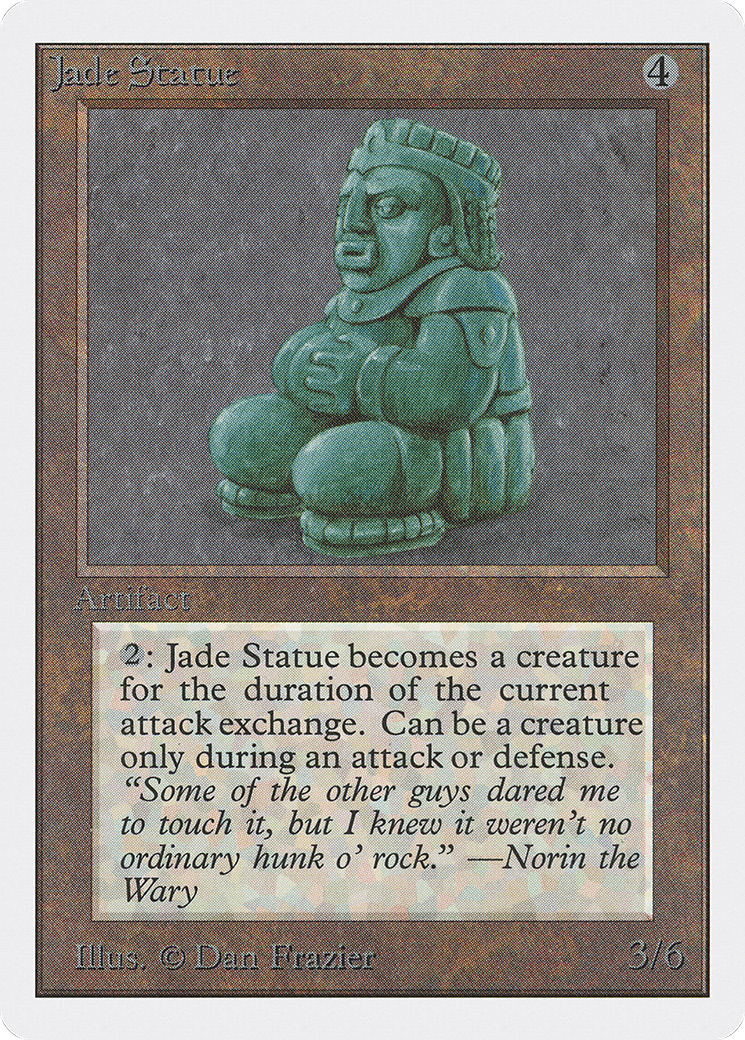 Jade Statue
4
Artifact
2: Jade Statue becomes a creature
for the duration of the current
attack exchange. Can be a creature
only during an attack or defense.
“Some of the other guys dared me
to touch it, but I knew it weren’t no
ordinary hunk o’ rock.” —Norin the
Wary
Illus. © Dan Frazier
3/6